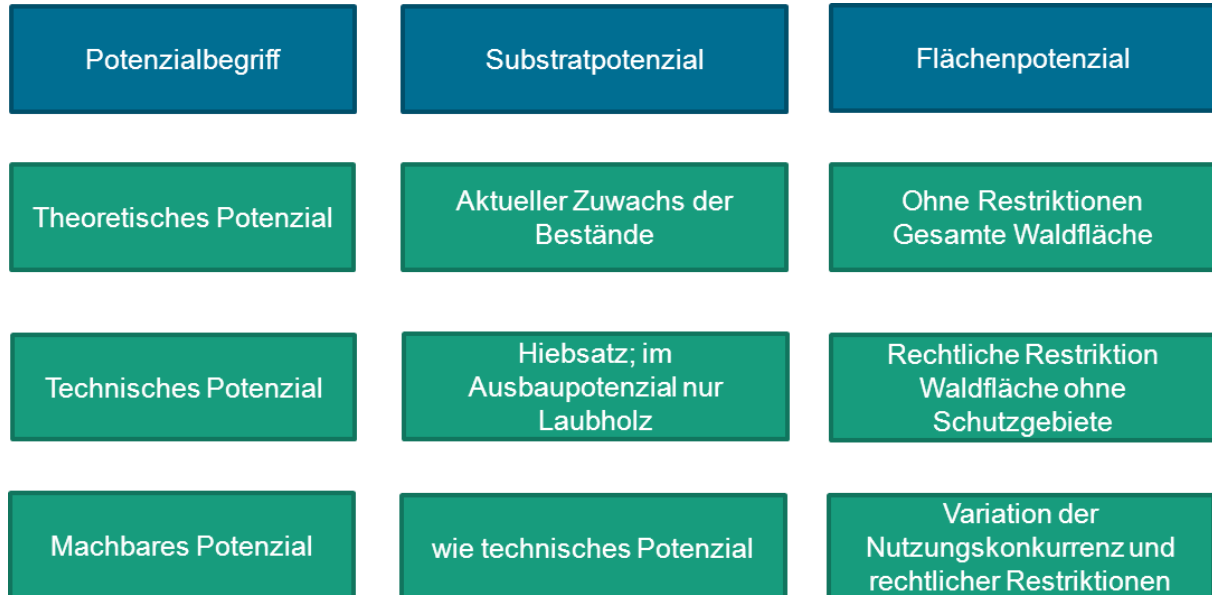 Potenzialbegriff
Substratpotenzial
Flächenpotenzial
Theoretisches Potenzial
Aktueller Zuwachs der
Bestände
Ohne Restriktionen
Gesamte Waldfläche
Technisches Potenzial
Hiebsatz; im
Ausbaupotenzial nur
Laubholz
Rechtliche Restriktion
Waldfläche ohne
Schutzgebiete
Machbares Potenzial
wie technisches Potenzial
Variation der
Nutzungskonkurrenz und
rechtlicher Restriktionen